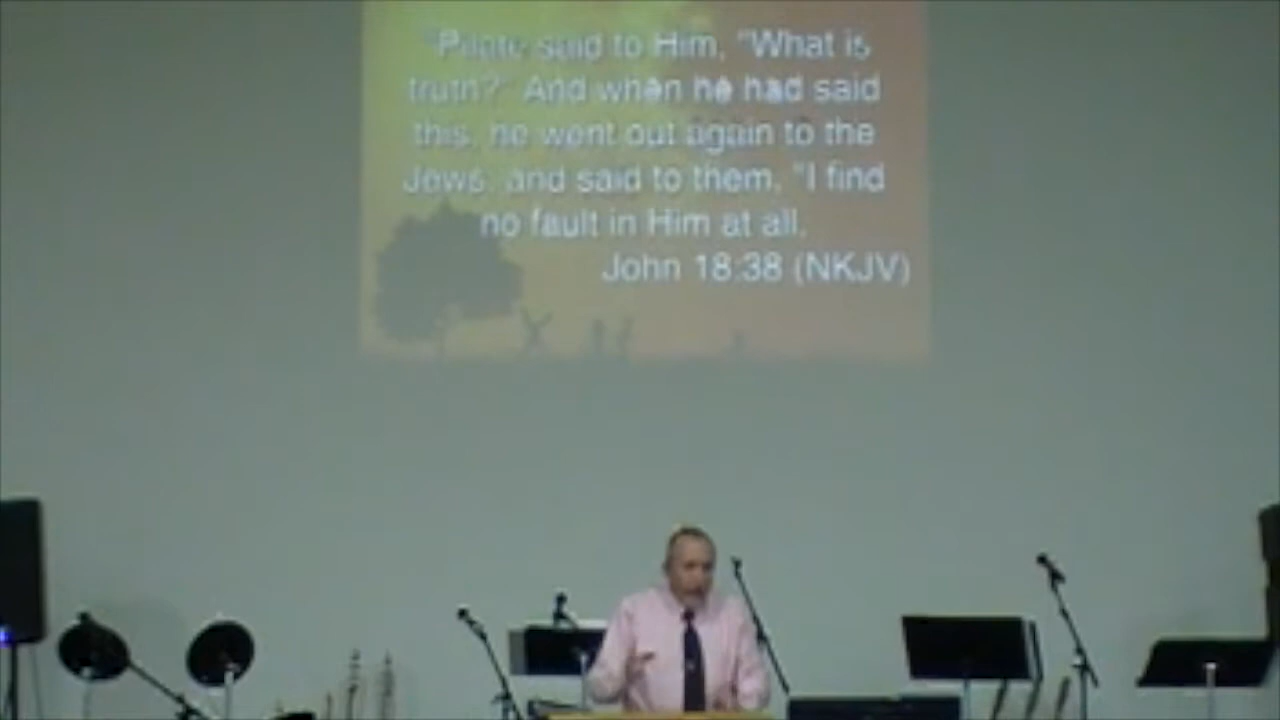 "Pilate said to Him, "What is
truth?" And when he had said
this, he went out again to the
Jews, and said to them, "I find
no fault in Him at all.
John 18:38 (NKJV)